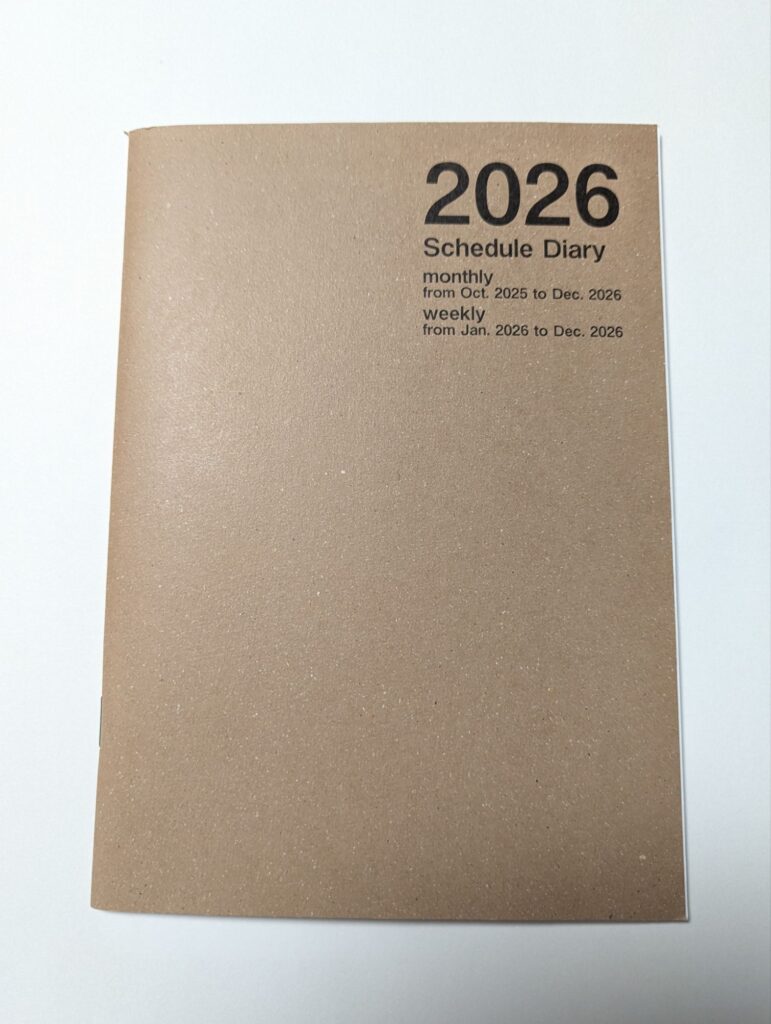 2026
Schedule Diary
monthly
from Oct. 2025 to Dec. 2026
weekly
from Jan. 2026 to Dec. 2026